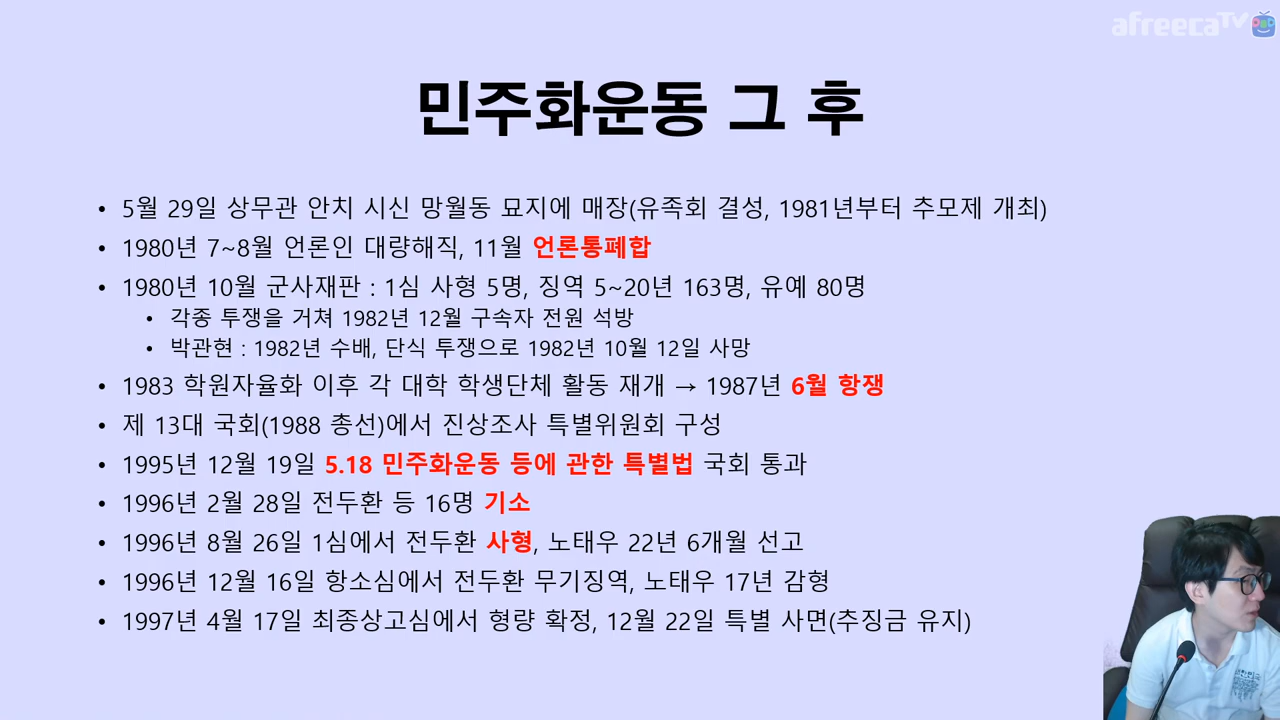 afreecaTV
민주화운동 그 후
• 5월 29일 상무관 안치 시신 망월동 묘지에 매장(유족회 결성, 1981년부터 추모제 개최)
• 1980년 7~8월 언론인 대량해직, 11월 언론통폐합
• 1980년 10월 군사재판 : 1심 사형 5명, 징역 5~20년 163명, 유예 80명
• 각종 투쟁을 거쳐 1982년 12월 구속자 전원 석방
• 박관현 : 1982년 수배, 단식 투쟁으로 1982년 10월 12일 사망
• 1983 학원자율화 이후 각 대학 학생단체 활동 재개 → 1987년 6월 항쟁
• 제 13대 국회(1988 총선)에서 진상조사 특별위원회 구성
• 1995년 12월 19일 5.18 민주화운동 등에 관한 특별법 국회 통과
• 1996년 2월 28일 전두환 등 16명 기소
• 1996년 8월 26일 1심에서 전두환 사형, 노태우 22년 6개월 선고
• 1996년 12월 16일 항소심에서 전두환 무기징역, 노태우 17년 감형
• 1997년 4월 17일 최종상고심에서 형량 확정, 12월 22일 특별 사면(추징금 유지)